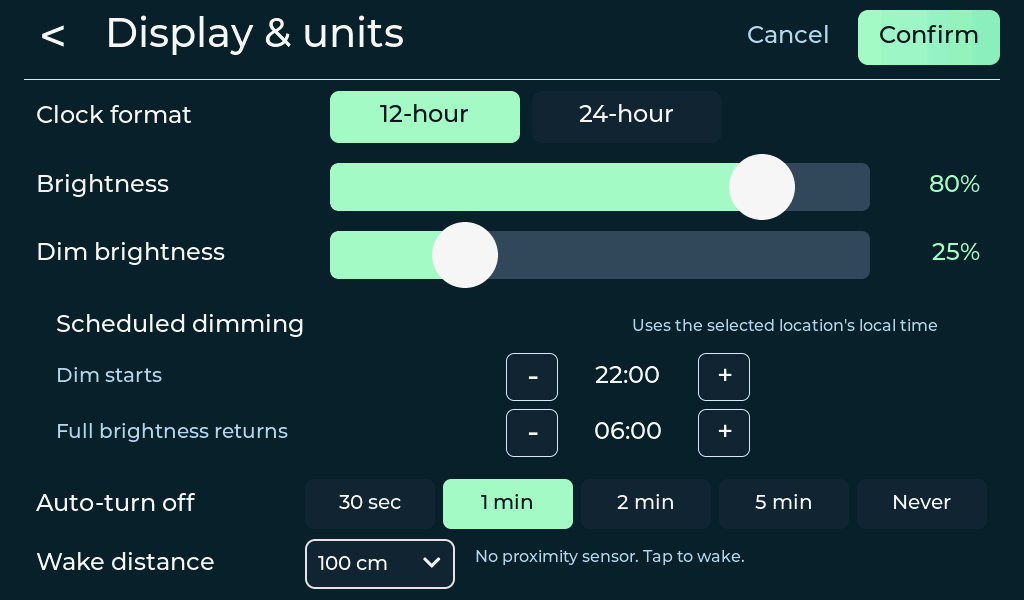 < Display & units Cancel Confirm
Clock format 12-hour 24-hour
Brightness 80%
Dim brightness 25%
Scheduled dimming Uses the selected location's local time
Dim starts - 22:00 +
Full brightness returns - 06:00 +
Auto-turn off 30 sec 1 min 2 min 5 min Never
Wake distance 100 cm No proximity sensor. Tap to wake.